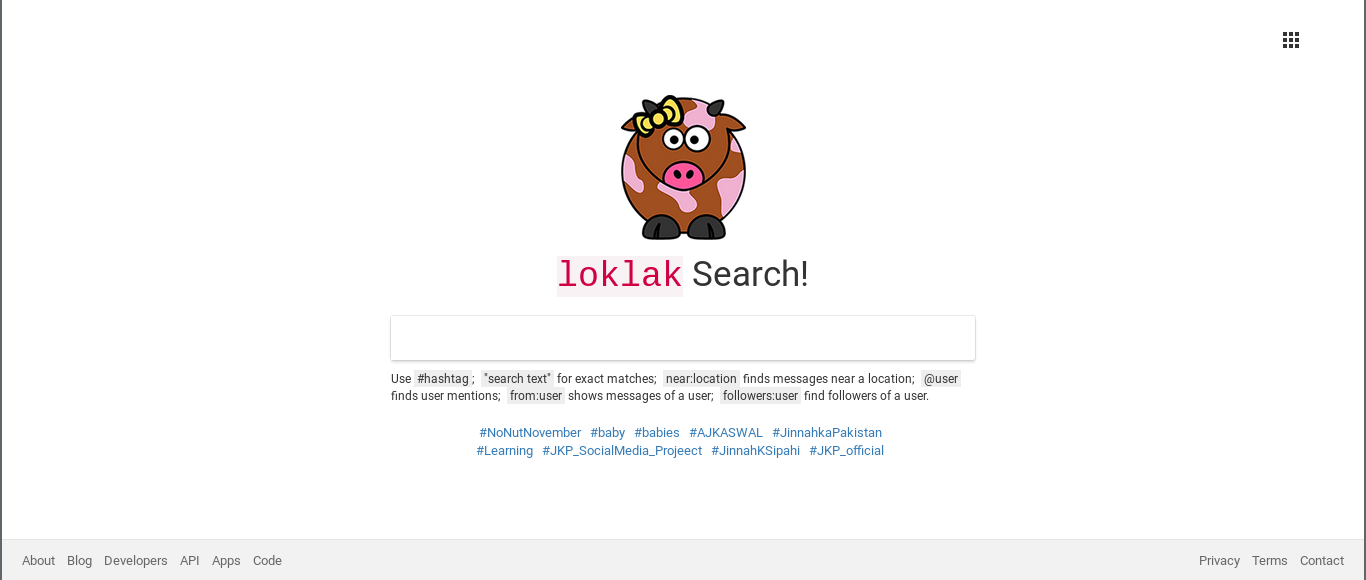 loklak Search!
Use #hashtag ; "search text" for exact matches; near:location finds messages near a location; @user
finds user mentions; from:user shows messages of a user; followers:user find followers of a user.
#NoNutNovember #baby #babies #AJKASWAL #JinnahkaPakistan
#Learning #JKP_SocialMedia_Projeect #JinnahKSipahi #JKP_official
About Blog Developers API Apps Code Privacy Terms Contact